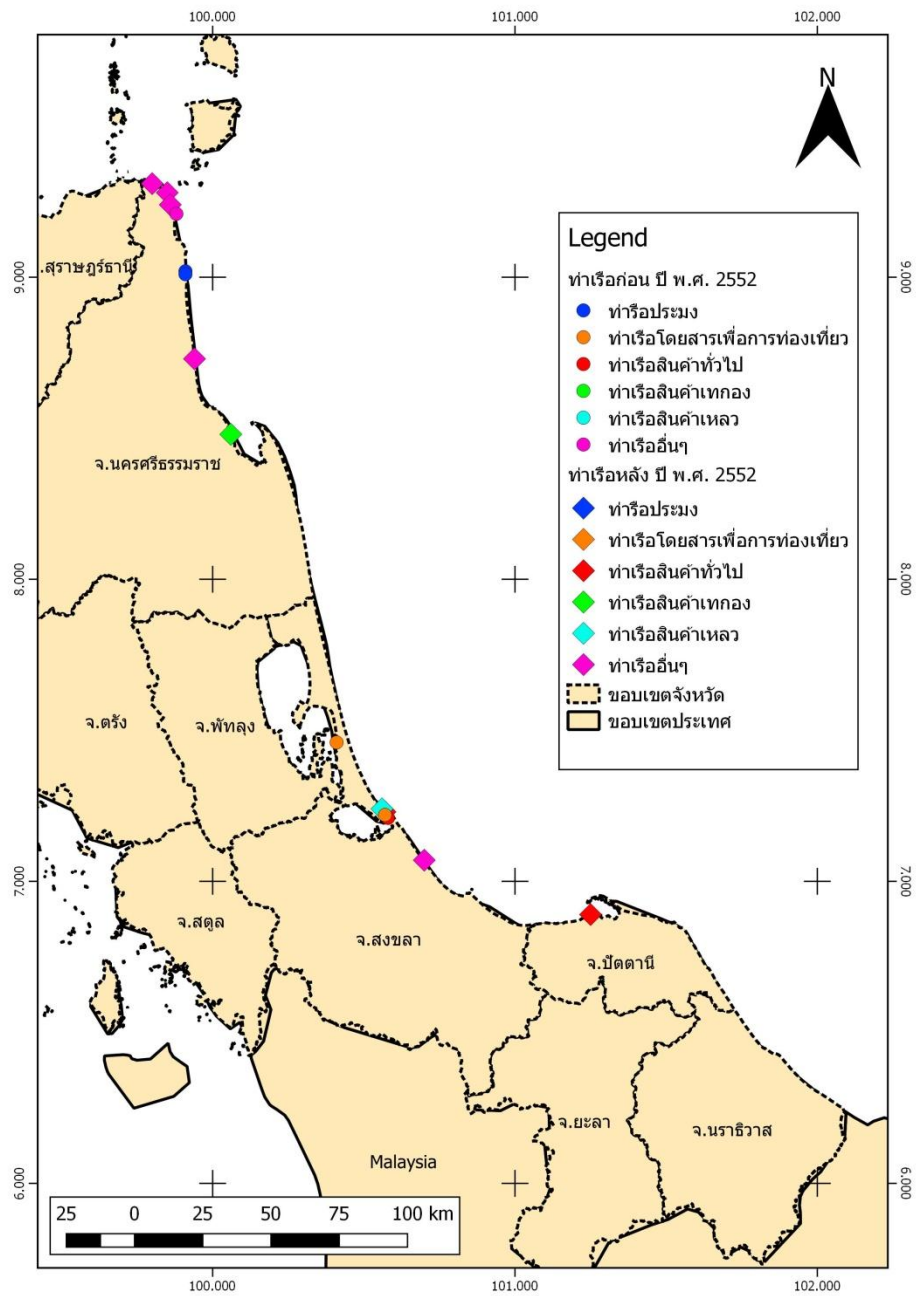 100.000 101.000 102.000
N
Legend
ท่าเรือก่อน ปี พ.ศ. 2552
ท่ารือประมง
ท่าเรือโดยสารเพื่อการท่องเที่ยว
ท่าเรือสินค้าทั่วไป
ท่าเรือสินค้าเทกอง
ท่าเรือสินค้าเหลว
ท่าเรืออื่นๆ
ท่าเรือหลัง ปี พ.ศ. 2552
ท่ารือประมง
ท่าเรือโดยสารเพื่อการท่องเที่ยว
ท่าเรือสินค้าทั่วไป
ท่าเรือสินค้าเทกอง
ท่าเรือสินค้าเหลว
ท่าเรืออื่นๆ
ขอบเขตจังหวัด
ขอบเขตประเทศ
.สุราษฎร์ธานี
9.000 9.000
จ.นครศรีธรรมราช
8.000 8.000
จ.ตรัง
จ.พัทลุง
7.000 7.000
จ.สตูล
จ.สงขลา
จ.ปัตตานี
จ.ยะลา
จ.นราธิวาส
Malaysia
6.000 6.000
25 0 25 50 75 100 km
100.000 101.000 102.000